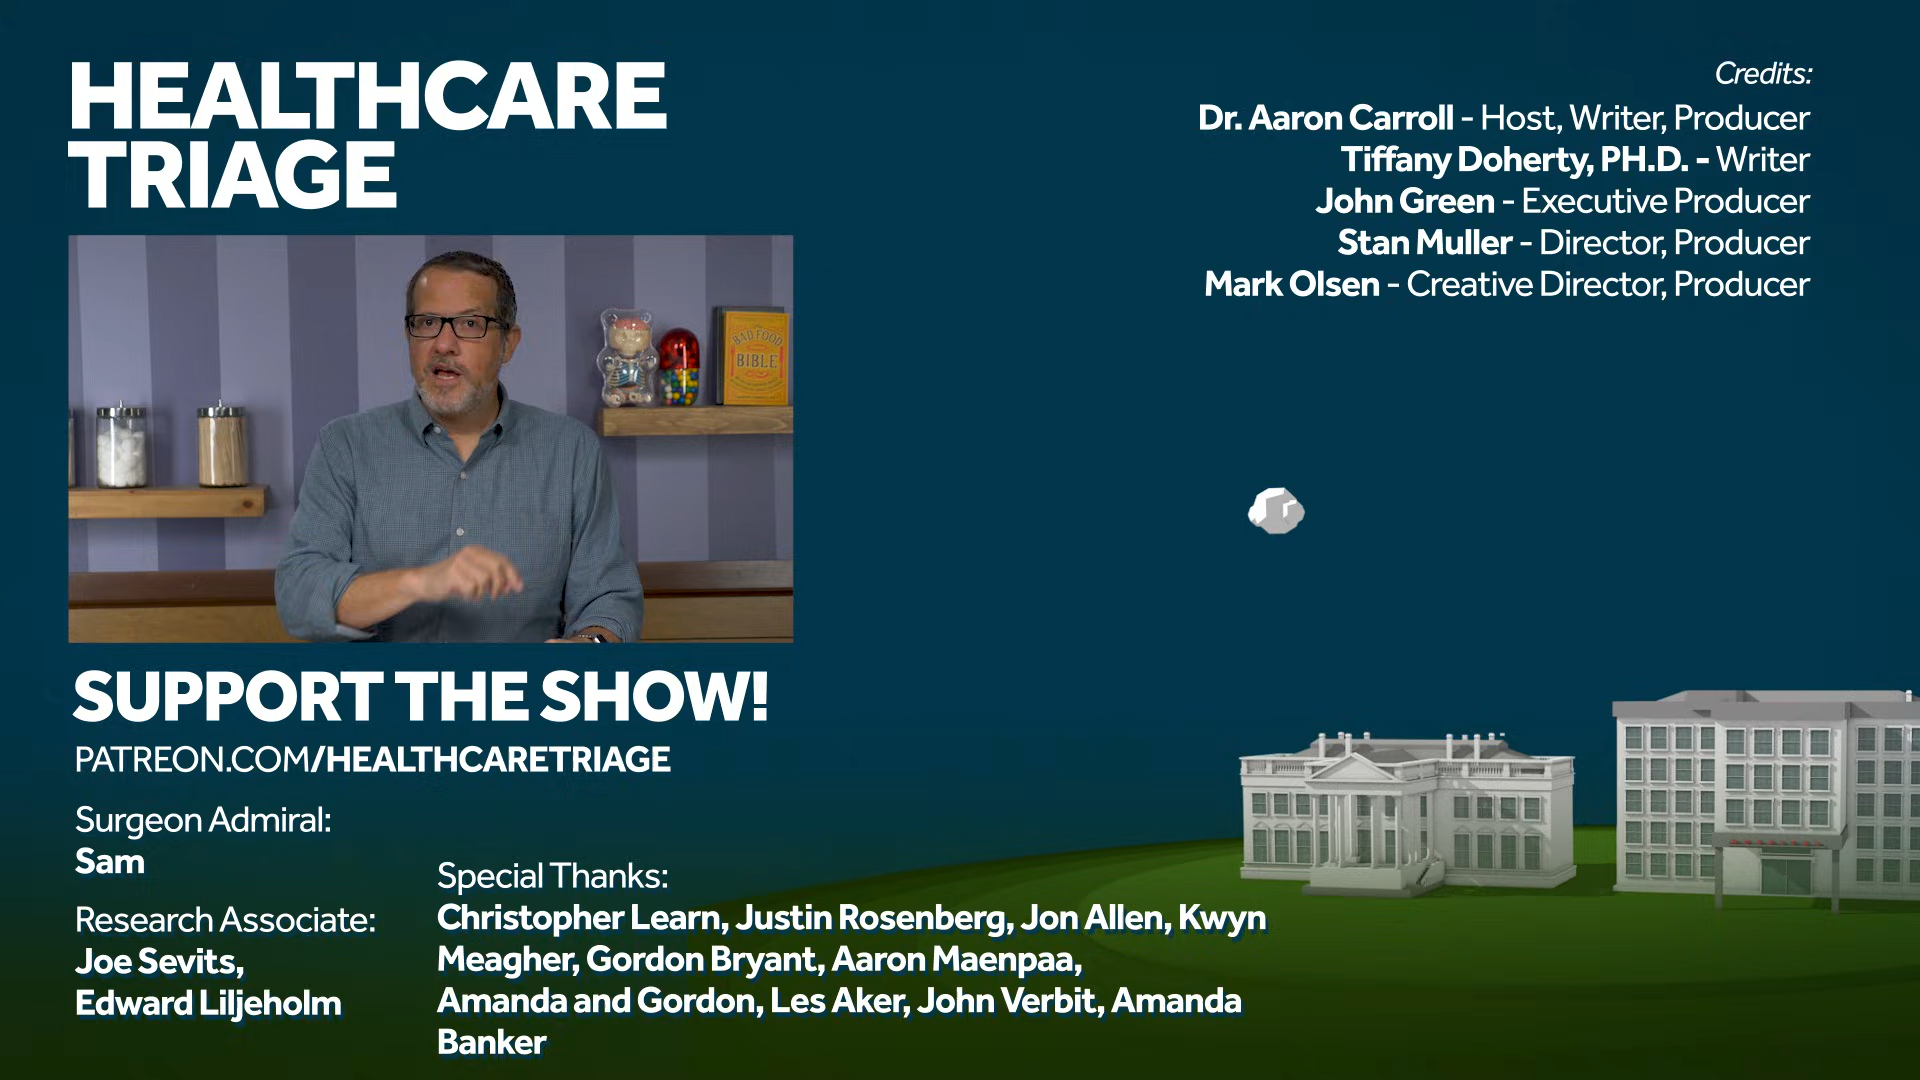 HEALTHCARE
TRIAGE
Credits:
Dr. Aaron Carroll - Host, Writer, Producer
Tiffany Doherty, PH.D. - Writer
John Green - Executive Producer
Stan Muller - Director, Producer
Mark Olsen - Creative Director, Producer
BAD FOOD
BIBLE
SUPPORT THE SHOW!
PATREON.COM/HEALTHCARETRIAGE
Surgeon Admiral:
Sam
Research Associate:
Joe Sevits,
Edward Liljeholm
Special Thanks:
Christopher Learn, Justin Rosenberg, Jon Allen, Kwyn
Meagher, Gordon Bryant, Aaron Maenpaa,
Amanda and Gordon, Les Aker, John Verbit, Amanda
Banker